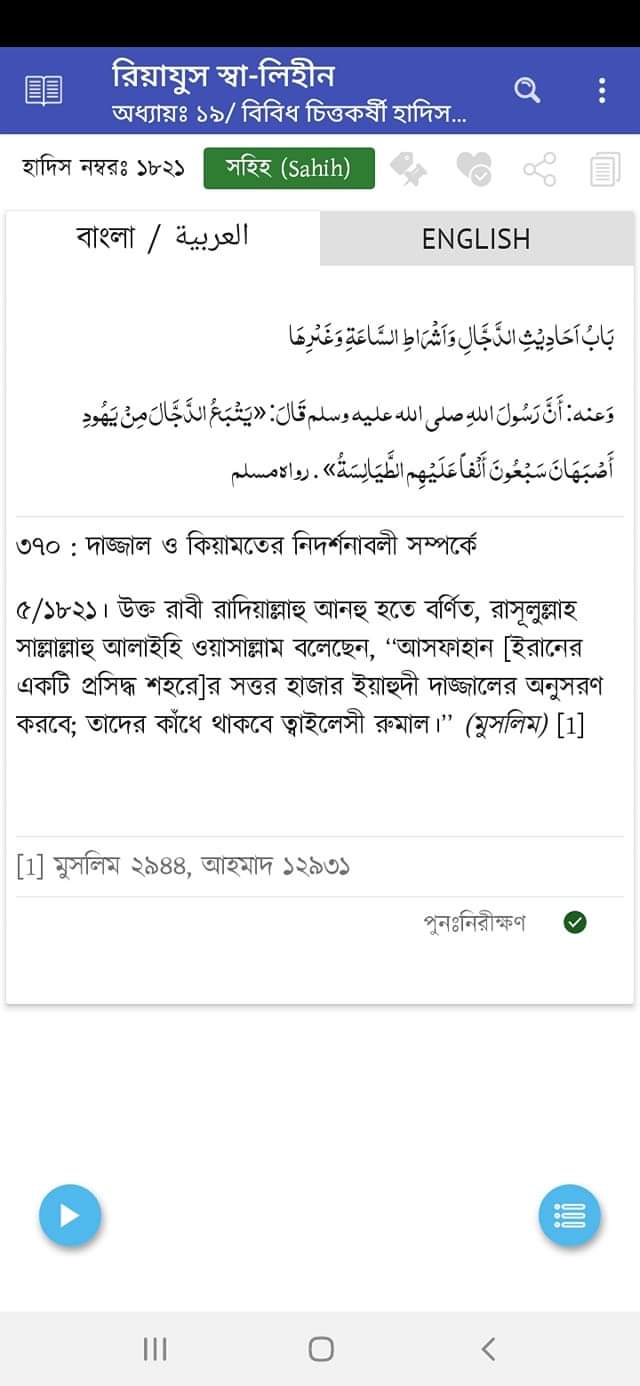 রিয়াযুস স্বা-লিহীন
অধ্যায়ঃ ১৯/ বিবিধ চিত্তকর্ষী হাদিস...
হাদিস নম্বরঃ ১৮২১
সহিহ (Sahih)
বাংলা / العربية
ENGLISH
بَابُ أَحَادِيْثِ الدَّجَّالِ وَأَشْرَاطِ السَّاعَةِ وَغَيْرِهَا
وَعنه: أَنَّ رَسُولَ اللهِ صلى الله عليه وسلم قَالَ: «يَتْبَعُ الدَّجَّالَ مِنْ يَهُودِ
أَصْبَهَانَ سَبْعُونَ أَلْفاً عَلَيْهِم الطَّيَالِسَةُ». رواه مسلم
৩৭০ : দাজ্জাল ও কিয়ামতের নিদর্শনাবলী সম্পর্কে
৫/১৮২১। উক্ত রাবী রাদিয়াল্লাহু আনহু হতে বর্ণিত, রাসূলুল্লাহ
সাল্লাল্লাহু আলাইহি ওয়াসাল্লাম বলেছেন, ‘‘আসফাহান [ইরানের
একটি প্রসিদ্ধ শহরে]র সত্তর হাজার ইয়াহুদী দাজ্জালের অনুসরণ
করবে; তাদের কাঁধে থাকবে ত্বাইলেসী রুমাল।’’ (মুসলিম) [1]
[1] মুসলিম ২৯৪৪, আহমাদ ১২৯৩১
পুনঃনিরীক্ষণ